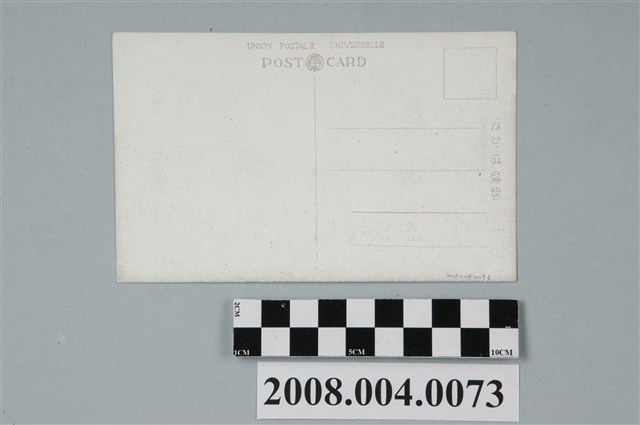 UNION POSTALE UNIVERSELLE
POST CARD
2CM
1CM 5CM 10CM
2008.004.0073